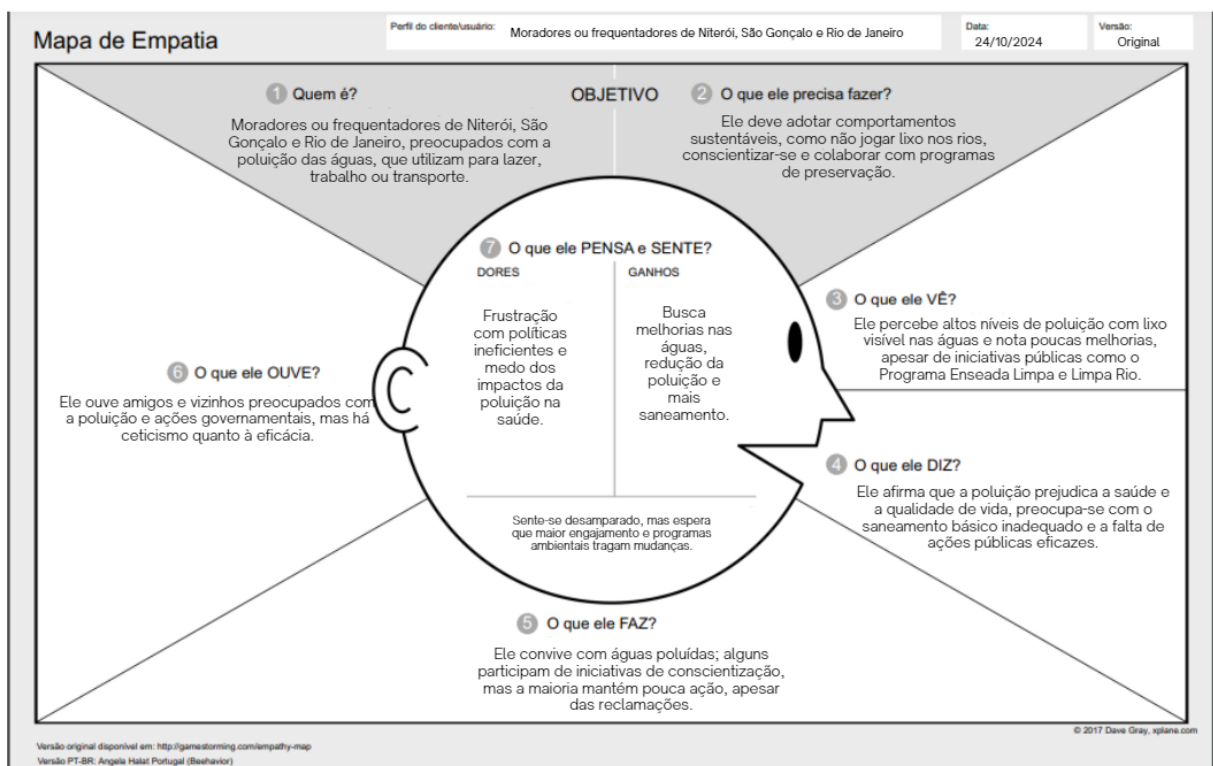 Mapa de Empatia
Perfil do cliente/usuário:
Moradores ou frequentadores de Niterói, São Gonçalo e Rio de Janeiro
Data:
24/10/2024
Versão:
Original
1 Quem é?
OBJETIVO
2 O que ele precisa fazer?
Moradores ou frequentadores de Niterói, São
Gonçalo e Rio de Janeiro, preocupados com a
poluição das águas, que utilizam para lazer,
trabalho ou transporte.
Ele deve adotar comportamentos
sustentáveis, como não jogar lixo nos rios,
conscientizar-se e colaborar com programas
de preservação.
7 O que ele PENSA e SENTE?
DORES
Frustração
com políticas
ineficientes e
medo dos
impactos da
poluição na
saúde.
GANHOS
Busca
melhorias nas
águas,
redução da
poluição e
mais
saneamento.
Sente-se desamparado, mas espera
que maior engajamento e programas
ambientais tragam mudanças.
3 O que ele VÊ?
Ele percebe altos níveis de poluição com lixo
visível nas águas e nota poucas melhorias,
apesar de iniciativas públicas como o
Programa Enseada Limpa e Limpa Rio.
4 O que ele DIZ?
Ele afirma que a poluição prejudica a saúde e
a qualidade de vida, preocupa-se com o
saneamento básico inadequado e a falta de
ações públicas eficazes.
6 O que ele OUVE?
Ele ouve amigos e vizinhos preocupados com
a poluição e ações governamentais, mas há
ceticismo quanto à eficácia.
5 O que ele FAZ?
Ele convive com águas poluídas; alguns
participam de iniciativas de conscientização,
mas a maioria mantém pouca ação, apesar
das reclamações.
© 2017 Dave Gray, xplane.com
Versão original disponível em: http://gamestorming.com/empathy-map
Versão PT-BR: Angela Halat Portugal (Beehavior)